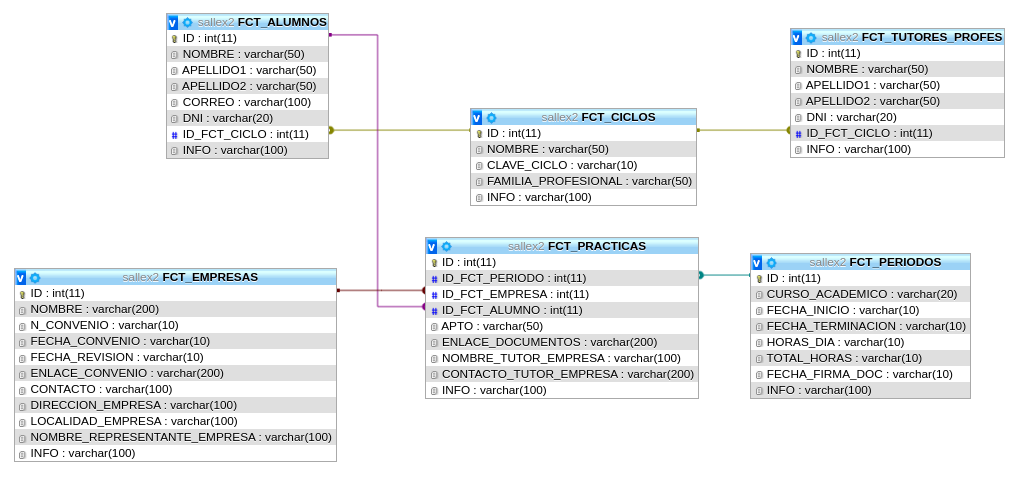 sallex2 FCT_ALUMNOS
ID : int(11)
NOMBRE : varchar(50)
APELLIDO1 : varchar(50)
APELLIDO2 : varchar(50)
CORREO : varchar(100)
DNI : varchar(20)
# ID_FCT_CICLO : int(11)
INFO : varchar(100)
sallex2 FCT_TUTORES_PROFES
ID : int(11)
NOMBRE : varchar(50)
APELLIDO1 : varchar(50)
APELLIDO2 : varchar(50)
DNI : varchar(20)
# ID_FCT_CICLO : int(11)
INFO : varchar(100)
sallex2 FCT_CICLOS
ID : int(11)
NOMBRE : varchar(50)
CLAVE_CICLO : varchar(10)
FAMILIA_PROFESIONAL : varchar(50)
INFO : varchar(100)
sallex2 FCT_EMPRESAS
ID : int(11)
NOMBRE : varchar(200)
N_CONVENIO : varchar(10)
FECHA_CONVENIO : varchar(10)
FECHA_REVISION : varchar(10)
ENLACE_CONVENIO : varchar(200)
CONTACTO : varchar(100)
DIRECCION_EMPRESA : varchar(100)
LOCALIDAD_EMPRESA : varchar(100)
NOMBRE_REPRESENTANTE_EMPRESA : varchar(100)
INFO : varchar(100)
sallex2 FCT_PRACTICAS
ID : int(11)
# ID_FCT_PERIODO : int(11)
# ID_FCT_EMPRESA : int(11)
# ID_FCT_ALUMNO : int(11)
APTO : varchar(50)
ENLACE_DOCUMENTOS : varchar(200)
NOMBRE_TUTOR_EMPRESA : varchar(100)
CONTACTO_TUTOR_EMPRESA : varchar(200)
INFO : varchar(100)
sallex2 FCT_PERIODOS
ID : int(11)
CURSO_ACADEMICO : varchar(20)
FECHA_INICIO : varchar(10)
FECHA_TERMINACION : varchar(10)
HORAS_DIA : varchar(10)
TOTAL_HORAS : varchar(10)
FECHA_FIRMA_DOC : varchar(10)
INFO : varchar(100)